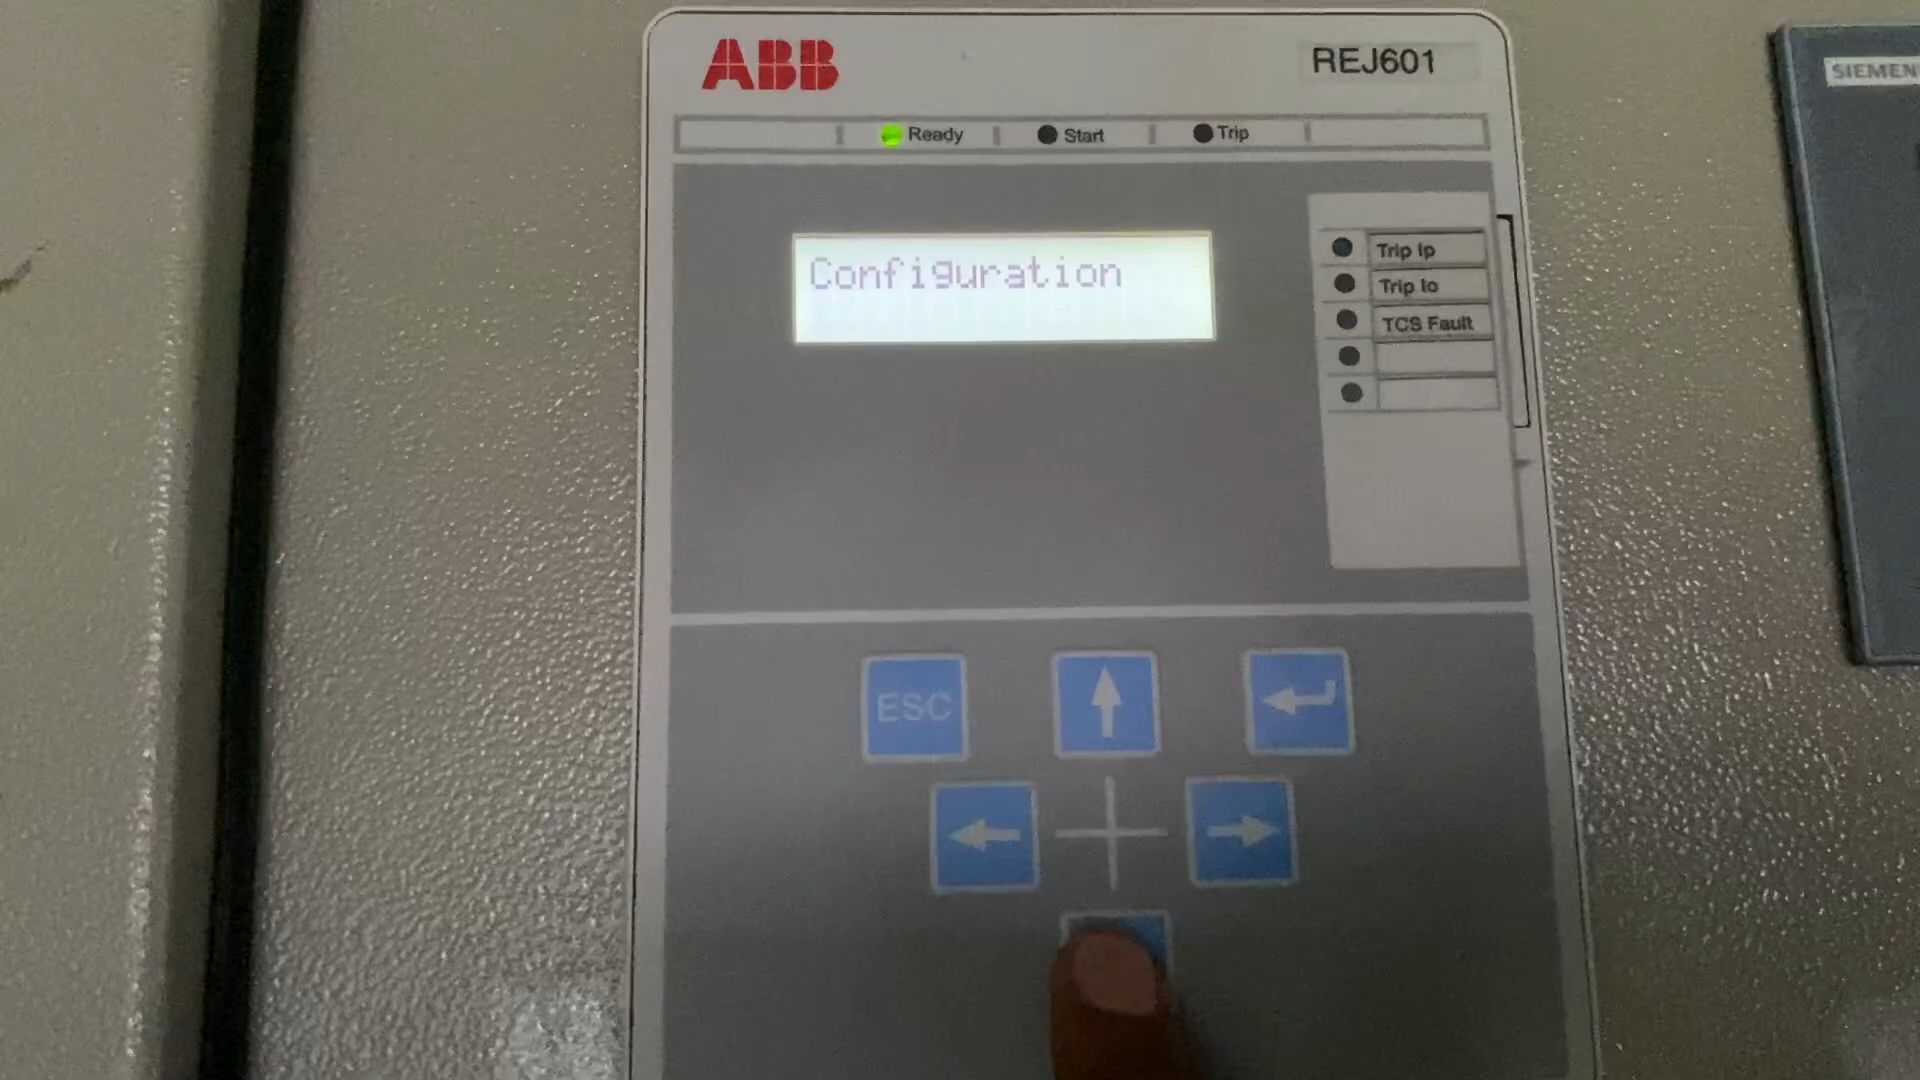 ABB
REJ601
SIEMEN
Ready
Start
Trip
Configuration
Trip Ip
Trip Io
TCS Fault
ESC